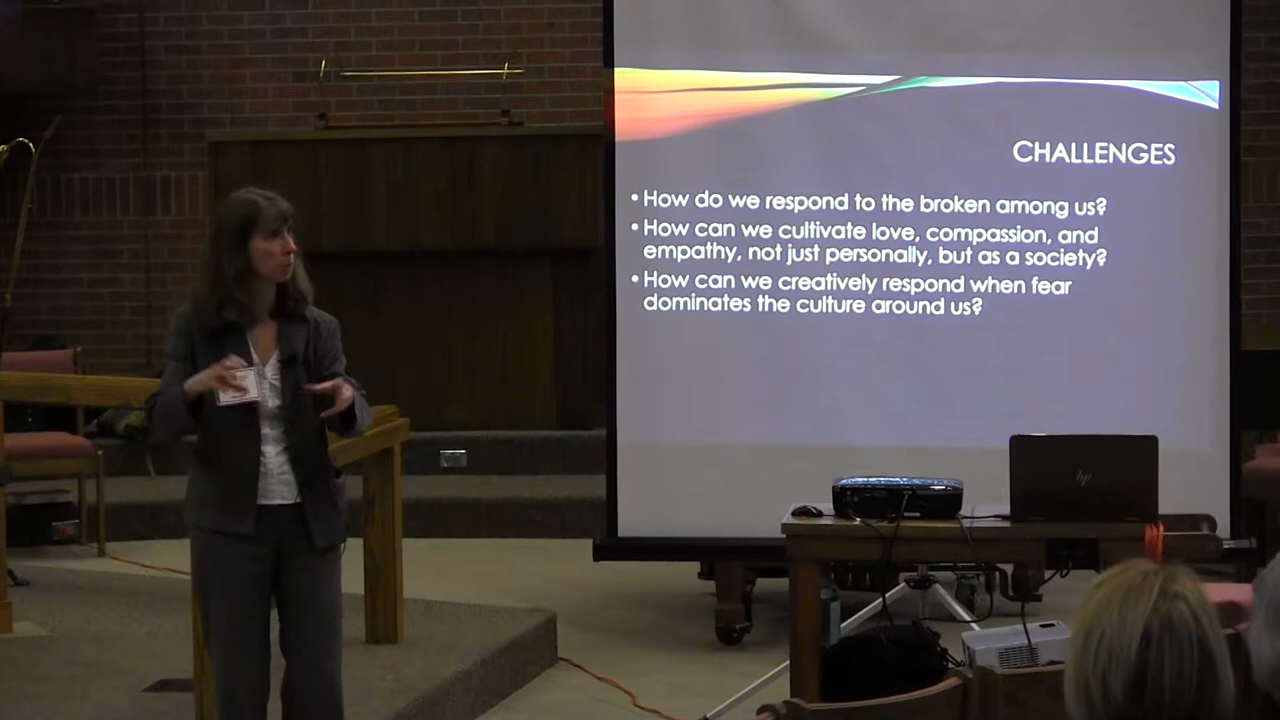 CHALLENGES
• How do we respond to the broken among us?
• How can we cultivate love, compassion, and
empathy, not just personally, but as a society?
• How can we creatively respond when fear
dominates the culture around us?
hp